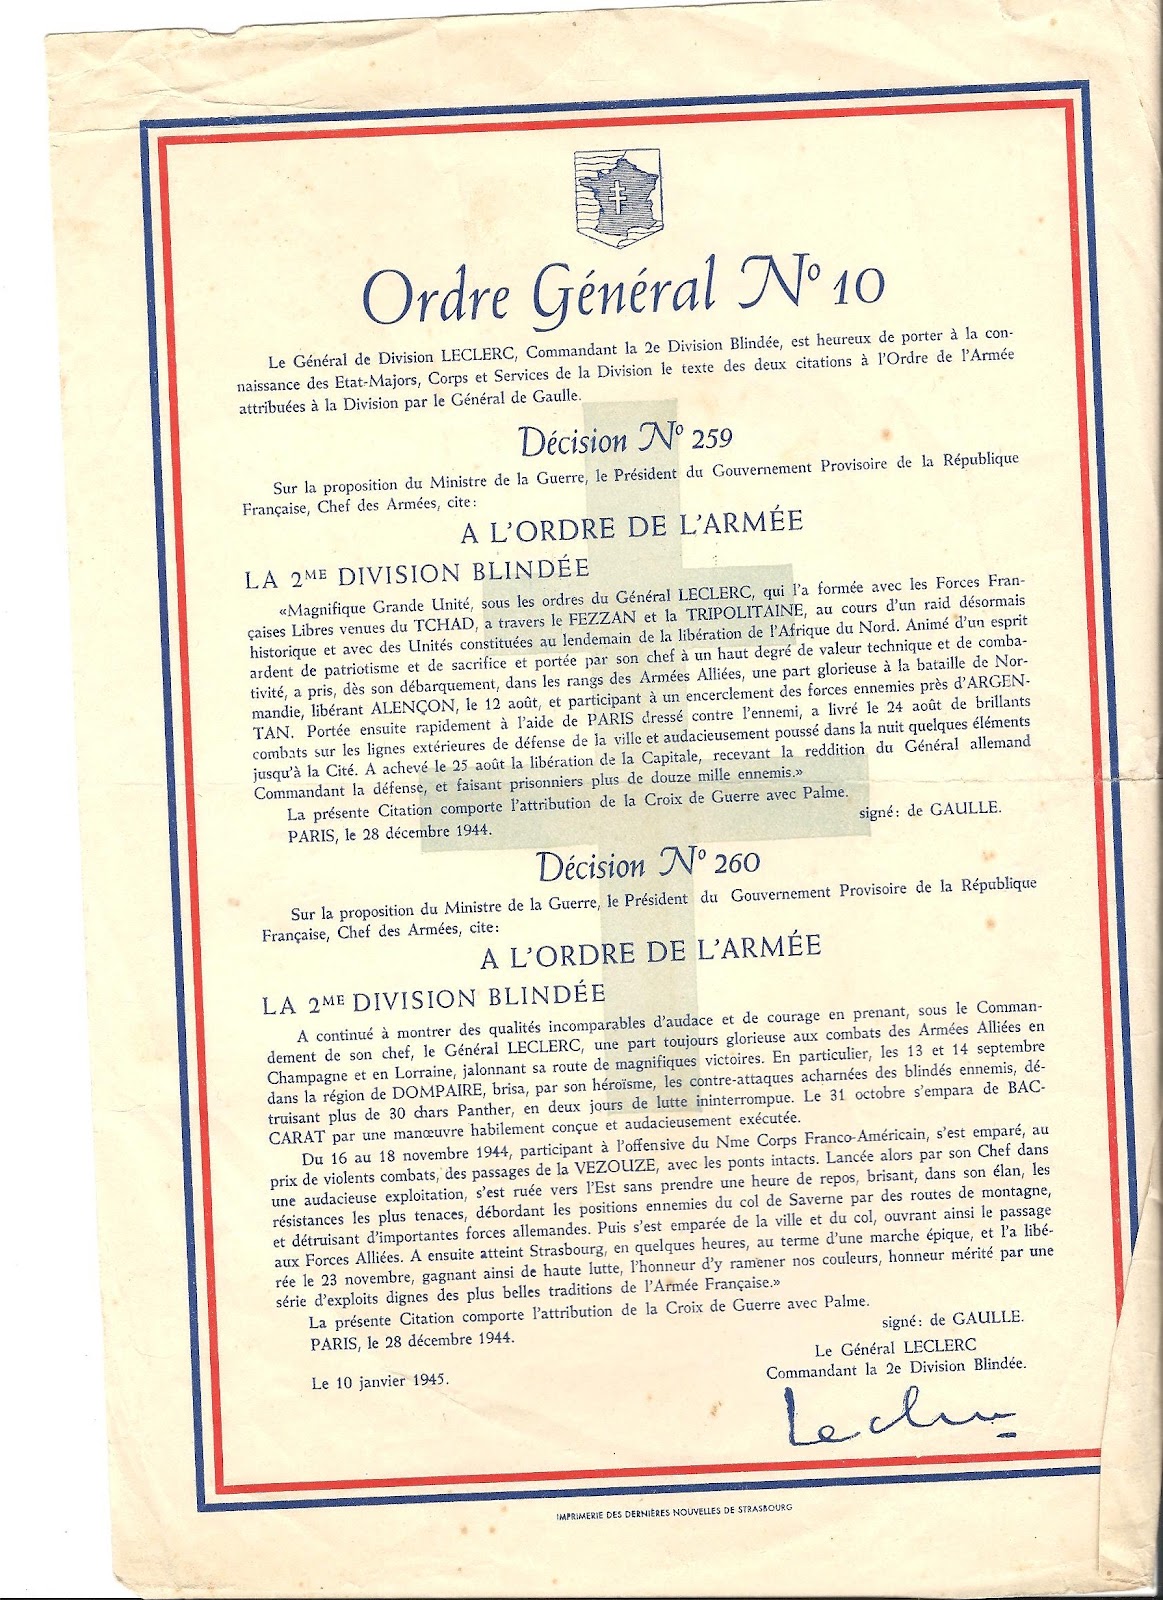 Ordre Général Nº 10
Le Général de Division LECLERC, Commandant la 2e Division Blindée, est heureux de porter à la con-
naissance des Etat-Majors, Corps et Services de la Division le texte des deux citations à l'Ordre de l'Armée
attribuées à la Division par le Général de Gaulle.
Décision Nº 259
Sur la proposition du Ministre de la Guerre, le Président du Gouvernement Provisoire de la République
Française, Chef des Armées, cite:
A L'ORDRE DE L'ARMÉE
LA 2ME DIVISION BLINDÉE
«Magnifique Grande Unité, sous les ordres du Général LECLERC, qui l'a formée avec les Forces Fran-
çaises Libres venues du TCHAD, a travers le FEZZAN et la TRIPOLITAINE, au cours d'un raid désormais
historique et avec des Unités constituées au lendemain de la libération de l'Afrique du Nord. Animé d'un esprit
ardent de patriotisme et de sacrifice et portée par son chef à un haut degré de valeur technique et de comba-
tivité, a pris, dès son débarquement, dans les rangs des Armées Alliées, une part glorieuse à la bataille de Nor-
mandie, libérant ALENÇON, le 12 août, et participant à un encerclement des forces ennemies près d'ARGEN-
TAN. Portée ensuite rapidement à l'aide de PARIS dressé contre l'ennemi, a livré le 24 août de brillants
combats sur les lignes extérieures de défense de la ville et audacieusement poussé dans la nuit quelques éléments
jusqu'à la Cité. A achevé le 25 août la libération de la Capitale, recevant la reddition du Général allemand
Commandant la défense, et faisant prisonniers plus de douze mille ennemis.»
La présente Citation comporte l'attribution de la Croix de Guerre avec Palme.
signé: de GAULLE.
PARIS, le 28 décembre 1944.
Décision Nº 260
Sur la proposition du Ministre de la Guerre, le Président du Gouvernement Provisoire de la République
Française, Chef des Armées, cite:
A L'ORDRE DE L'ARMÉE
LA 2ME DIVISION BLINDÉE
A continué à montrer des qualités incomparables d'audace et de courage en prenant, sous le Comman-
dement de son chef, le Général LECLERC, une part toujours glorieuse aux combats des Armées Alliées en
Champagne et en Lorraine, jalonnant sa route de magnifiques victoires. En particulier, les 13 et 14 septembre
dans la région de DOMPAIRE, brisa, par son héroïsme, les contre-attaques acharnées des blindés ennemis, dé-
truisant plus de 30 chars Panther, en deux jours de lutte ininterrompue. Le 31 octobre s'empara de BAC-
CARAT par une manœuvre habilement conçue et audacieusement exécutée.
Du 16 au 18 novembre 1944, participant à l'offensive du Nme Corps Franco-Américain, s'est emparé, au
prix de violents combats, des passages de la VEZOUZE, avec les ponts intacts. Lancée alors par son Chef dans
une audacieuse exploitation, s'est ruée vers l'Est sans prendre une heure de repos, brisant, dans son élan, les
résistances les plus tenaces, débordant les positions ennemies du col de Saverne par des routes de montagne,
et détruisant d'importantes forces allemandes. Puis s'est emparée de la ville et du col, ouvrant ainsi le passage
aux Forces Alliées. A ensuite atteint Strasbourg, en quelques heures, au terme d'une marche épique, et l'a libé-
rée le 23 novembre, gagnant ainsi de haute lutte, l'honneur d'y ramener nos couleurs, honneur mérité par une
série d'exploits dignes des plus belles traditions de l'Armée Française.»
La présente Citation comporte l'attribution de la Croix de Guerre avec Palme.
signé: de GAULLE.
PARIS, le 28 décembre 1944.
Le Général LECLERC
Commandant la 2e Division Blindée.
Le 10 janvier 1945.
Leclerc
IMPRIMERIE DES DERNIÈRES NOUVELLES DE STRASBOURG